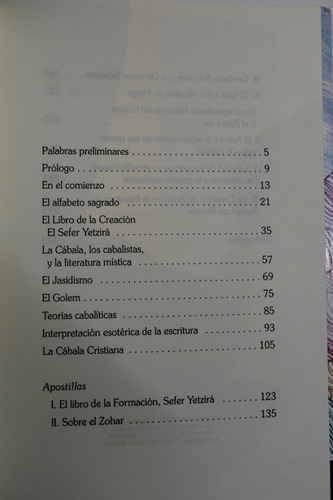 Palabras preliminares 5
Prólogo 9
En el comienzo 13
El alfabeto sagrado 21
El Libro de la Creación
El Sefer Yetzirá 35
La Cábala, los cabalistas,
y la literatura mística 57
El Jasidismo 69
El Golem 75
Teorías cabalíticas 85
Interpretación esotérica de la escritura 93
La Cábala Cristiana 105
Apostillas
I. El libro de la Formación, Sefer Yetzirá 123
II. Sobre el Zohar 135